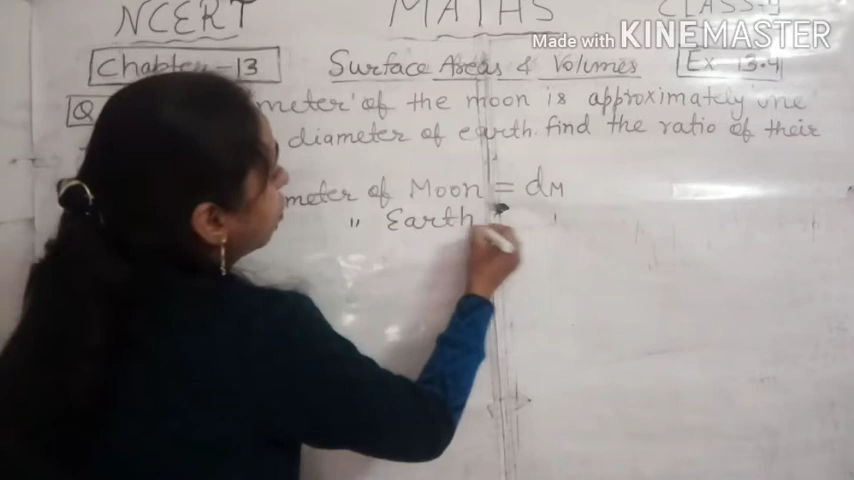 NCERT MATHS CLASS-9
Made with KINEMASTER
Chapter-13 Surface Areas & Volumes Ex 13.4
Q meter of the moon is approximately one
diameter of earth. find the ratio of their
meter of Moon = dM
" Earth